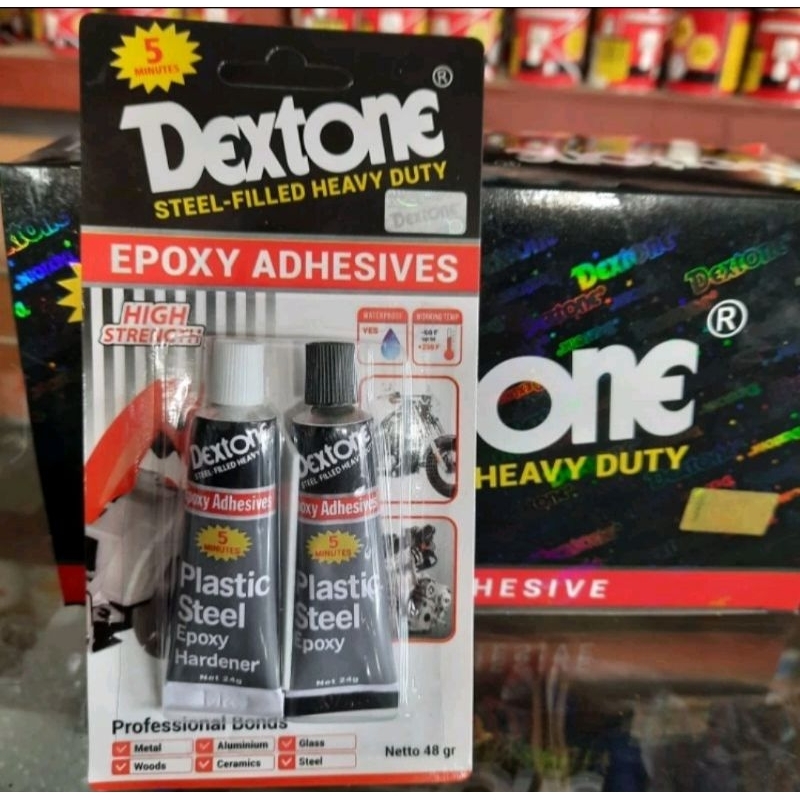 5
MINUTES
DEXTONE ®
STEEL-FILLED HEAVY DUTY
DEXTONE
EPOXY ADHESIVES
HIGH
STRENGTH
WATERPROOF
YES
WORKING TEMP
DEXTONE
STEEL-FILLED HEAVY
Epoxy Adhesives
5
MINUTES
Plastic
Steel
Epoxy
Hardener
Net 24g
DEXTONE
STEEL-FILLED HEAVY
Epoxy Adhesives
5
MINUTES
Plastic
Steel
Epoxy
Net 24g
Professional Bonds
Metal Aluminium Glass
Woods Ceramics Steel
Netto 48 gr
DEXTONE
DEXTONE
ONE ®
HEAVY DUTY
HESIVE